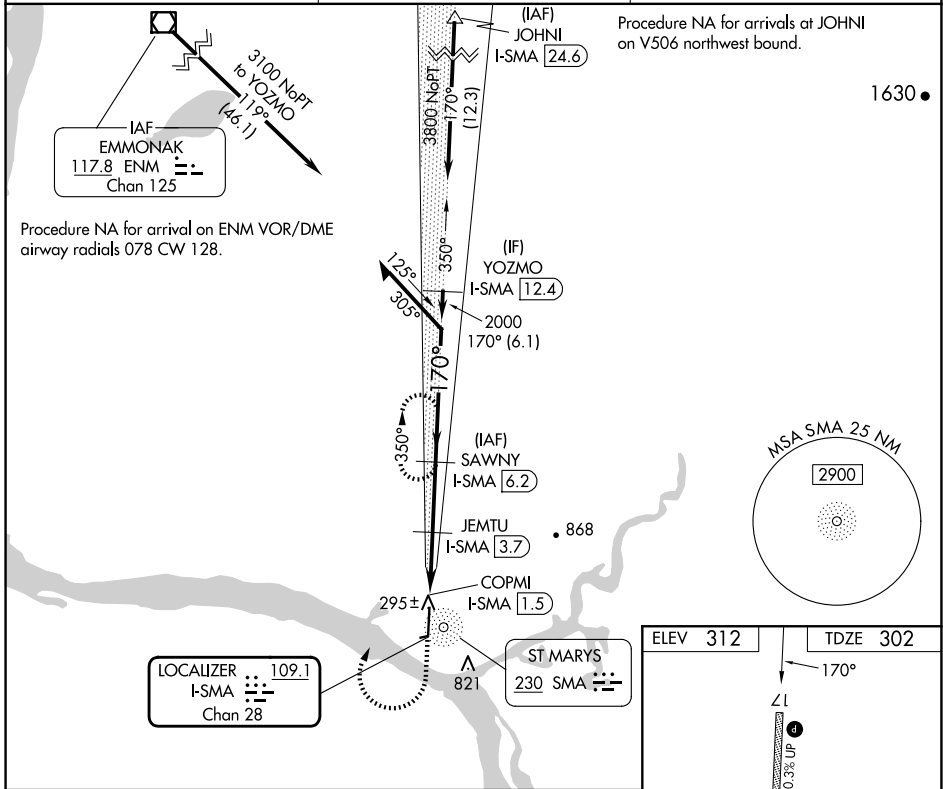 (IAF)
JOHNI
I-SMA 24.6
Procedure NA for arrivals at JOHNI
on V506 northwest bound.
1630
3100 NoPT
to YOZMO
119°
(46.1)
3800 NoPT
170°
(12.3)
IAF
EMMONAK
117.8 ENM
Chan 125
Procedure NA for arrival on ENM VOR/DME
airway radials 078 CW 128.
350°
(IF)
YOZMO
I-SMA 12.4
125°
305°
2000
170° (6.1)
170°
350°
(IAF)
SAWNY
I-SMA 6.2
MSA SMA 25 NM
2900
JEMTU
I-SMA 3.7
868
COPMI
I-SMA 1.5
295±
LOCALIZER 109.1
I-SMA
Chan 28
821
ST MARYS
230 SMA
ELEV 312
TDZE 302
170°
17
P
0.3% UP